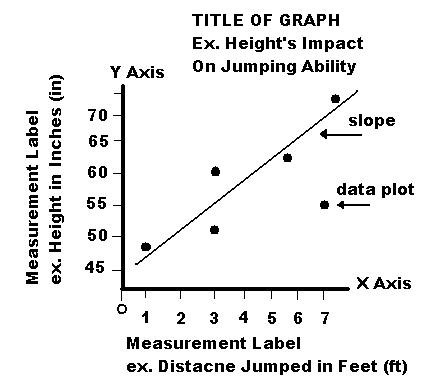 TITLE OF GRAPH
Ex. Height's Impact
On Jumping Ability
Y Axis
Measurement Label
ex. Height in Inches (in)
70
65
60
55
50
45
slope
data plot
X Axis
O
1 2 3 4 5 6 7
Measurement Label
ex. Distacne Jumped in Feet (ft)